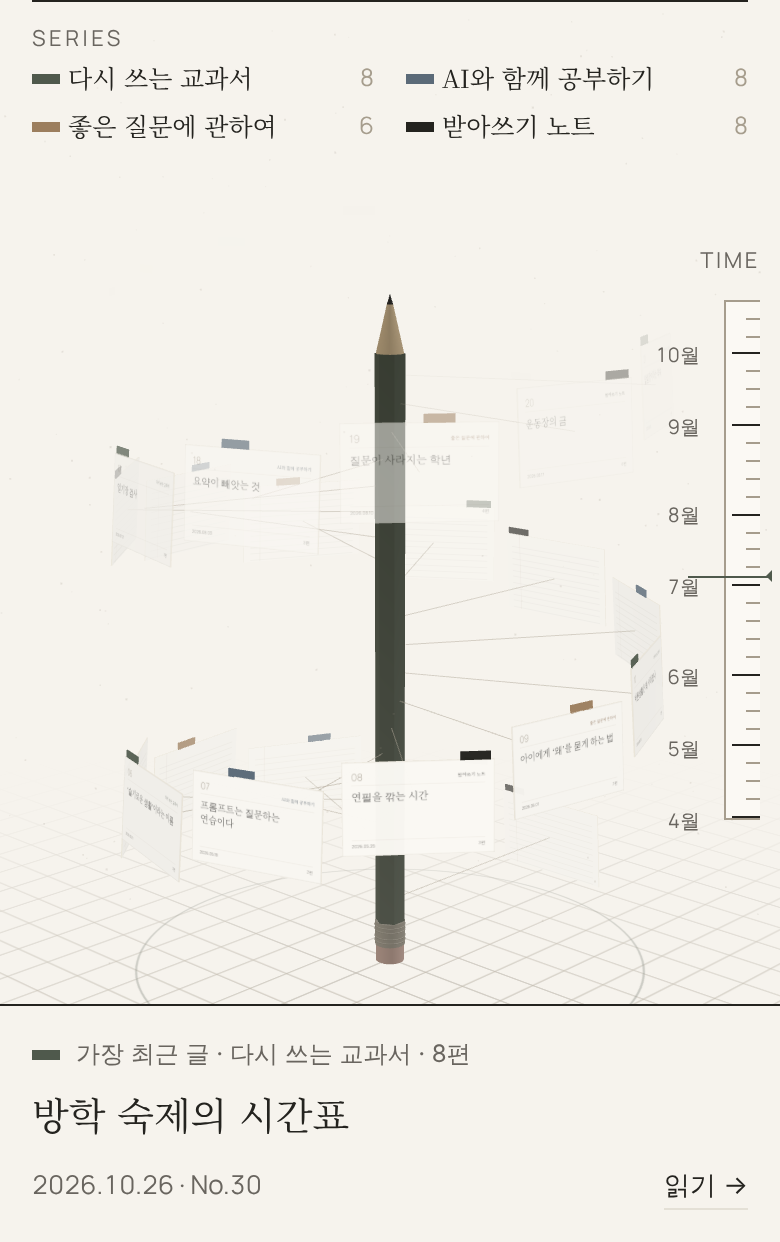 SERIES
다시 쓰는 교과서 8
AI와 함께 공부하기 8
좋은 질문에 관하여 6
받아쓰기 노트 8
TIME
10월
9월
8월
7월
6월
5월
4월
20
운동장의 글
19
질문이 사라지는 학년
18
요약이 빼앗는 것
09
아이에게 '왜'를 묻게 하는 법
08
연필을 깎는 시간
07
프롬프트는 질문하는
연습이다
가장 최근 글 · 다시 쓰는 교과서 · 8편
방학 숙제의 시간표
2026.10.26 · No.30
읽기 →